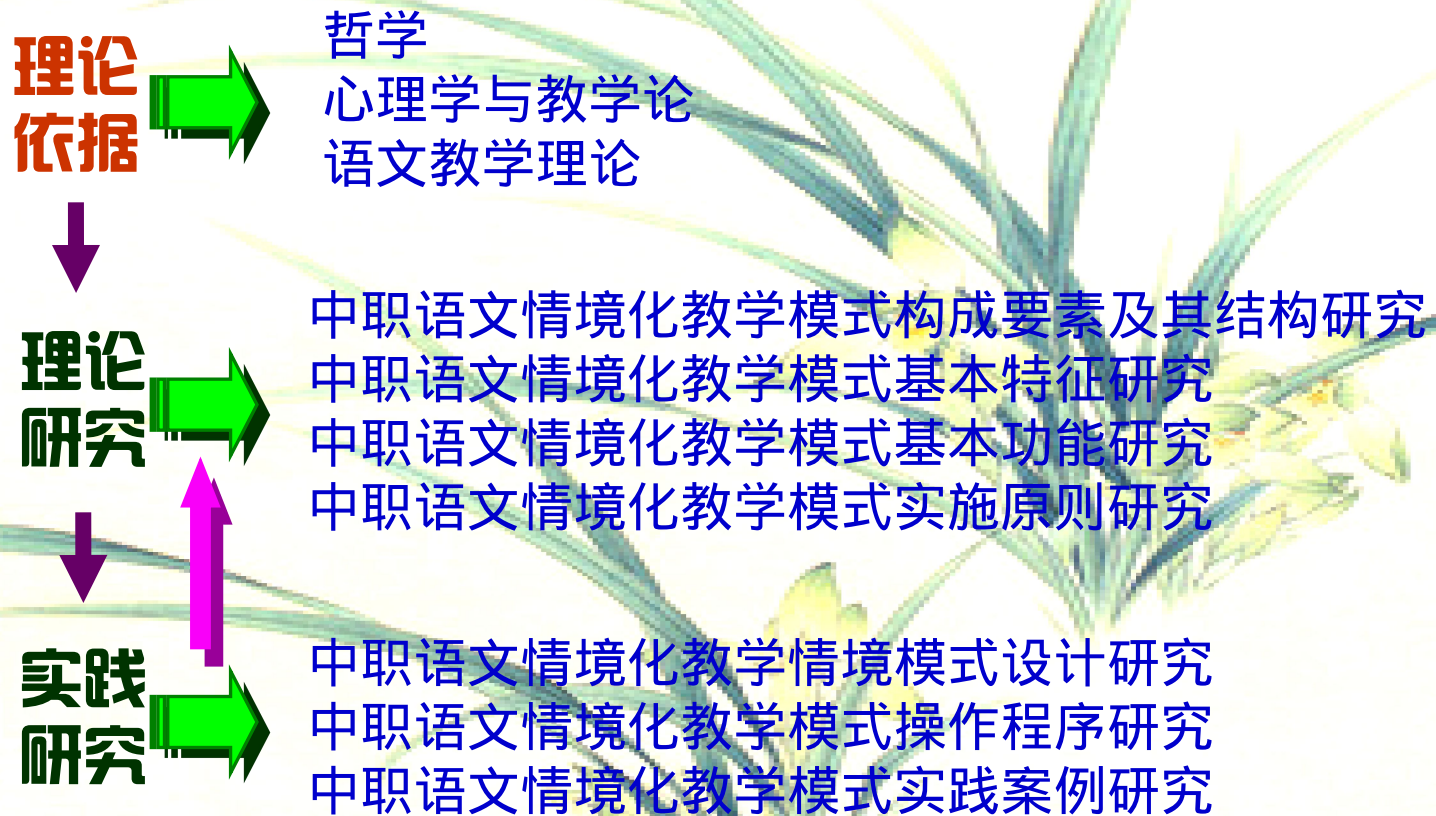 理论
依据
哲学
心理学与教学论
语文教学理论
理论
研究
中职语文情境化教学模式构成要素及其结构研究
中职语文情境化教学模式基本特征研究
中职语文情境化教学模式基本功能研究
中职语文情境化教学模式实施原则研究
实践
研究
中职语文情境化教学情境模式设计研究
中职语文情境化教学模式操作程序研究
中职语文情境化教学模式实践案例研究